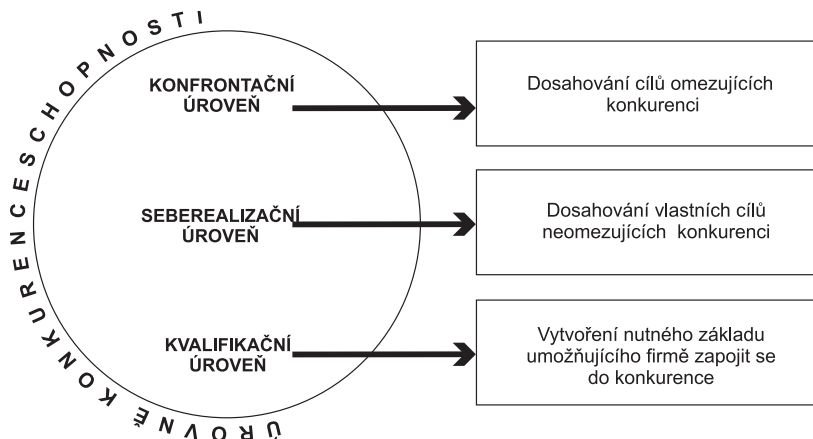 ÚROVNĚ KONKURENCESCHOPNOSTI
KONFRONTAČNÍ
ÚROVEŇ
Dosahování cílů omezujících
konkurenci
SEBEREALIZAČNÍ
ÚROVEŇ
Dosahování vlastních cílů
neomezujících konkurenci
KVALIFIKAČNÍ
ÚROVEŇ
Vytvoření nutného základu
umožňujícího firmě zapojit se
do konkurence